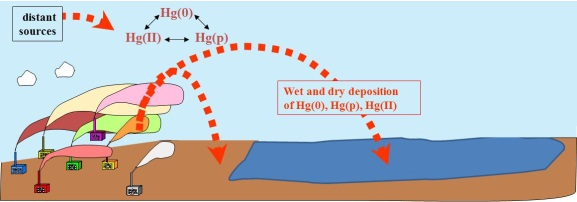 distant
sources
Hg(0)
Hg(II)
Hg(p)
Wet and dry deposition
of Hg(0), Hg(p), Hg(II)